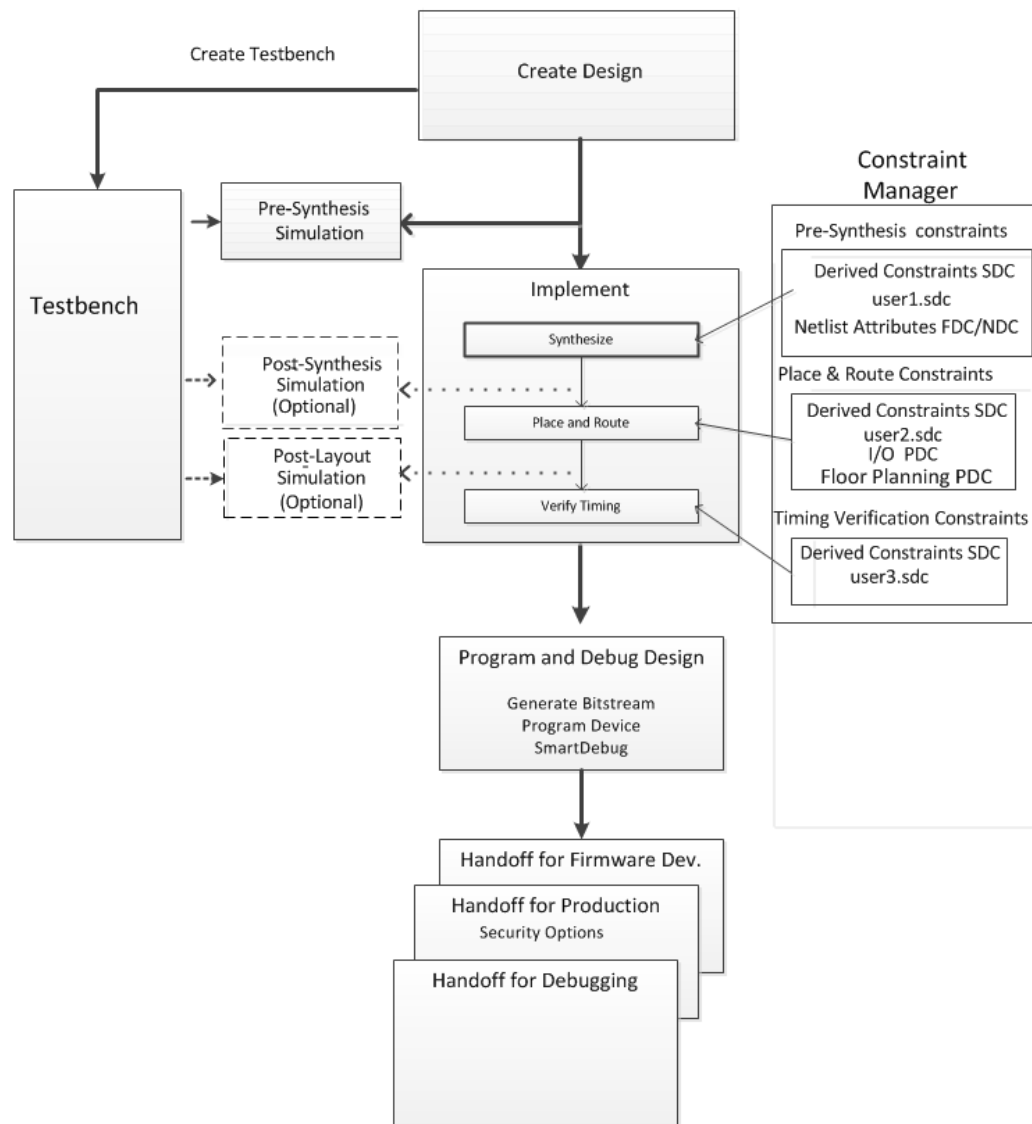 Create Testbench
Create Design
Constraint
Manager
Pre-Synthesis
Simulation
Pre-Synthesis constraints
Derived Constraints SDC
user1.sdc
Netlist Attributes FDC/NDC
Testbench
Implement
Synthesize
Post-Synthesis
Simulation
(Optional)
Place & Route Constraints
Derived Constraints SDC
user2.sdc
I/O PDC
Floor Planning PDC
Place and Route
Post-Layout
Simulation
(Optional)
Verify Timing
Timing Verification Constraints
Derived Constraints SDC
user3.sdc
Program and Debug Design
Generate Bitstream
Program Device
SmartDebug
Handoff for Firmware Dev.
Handoff for Production
Security Options
Handoff for Debugging